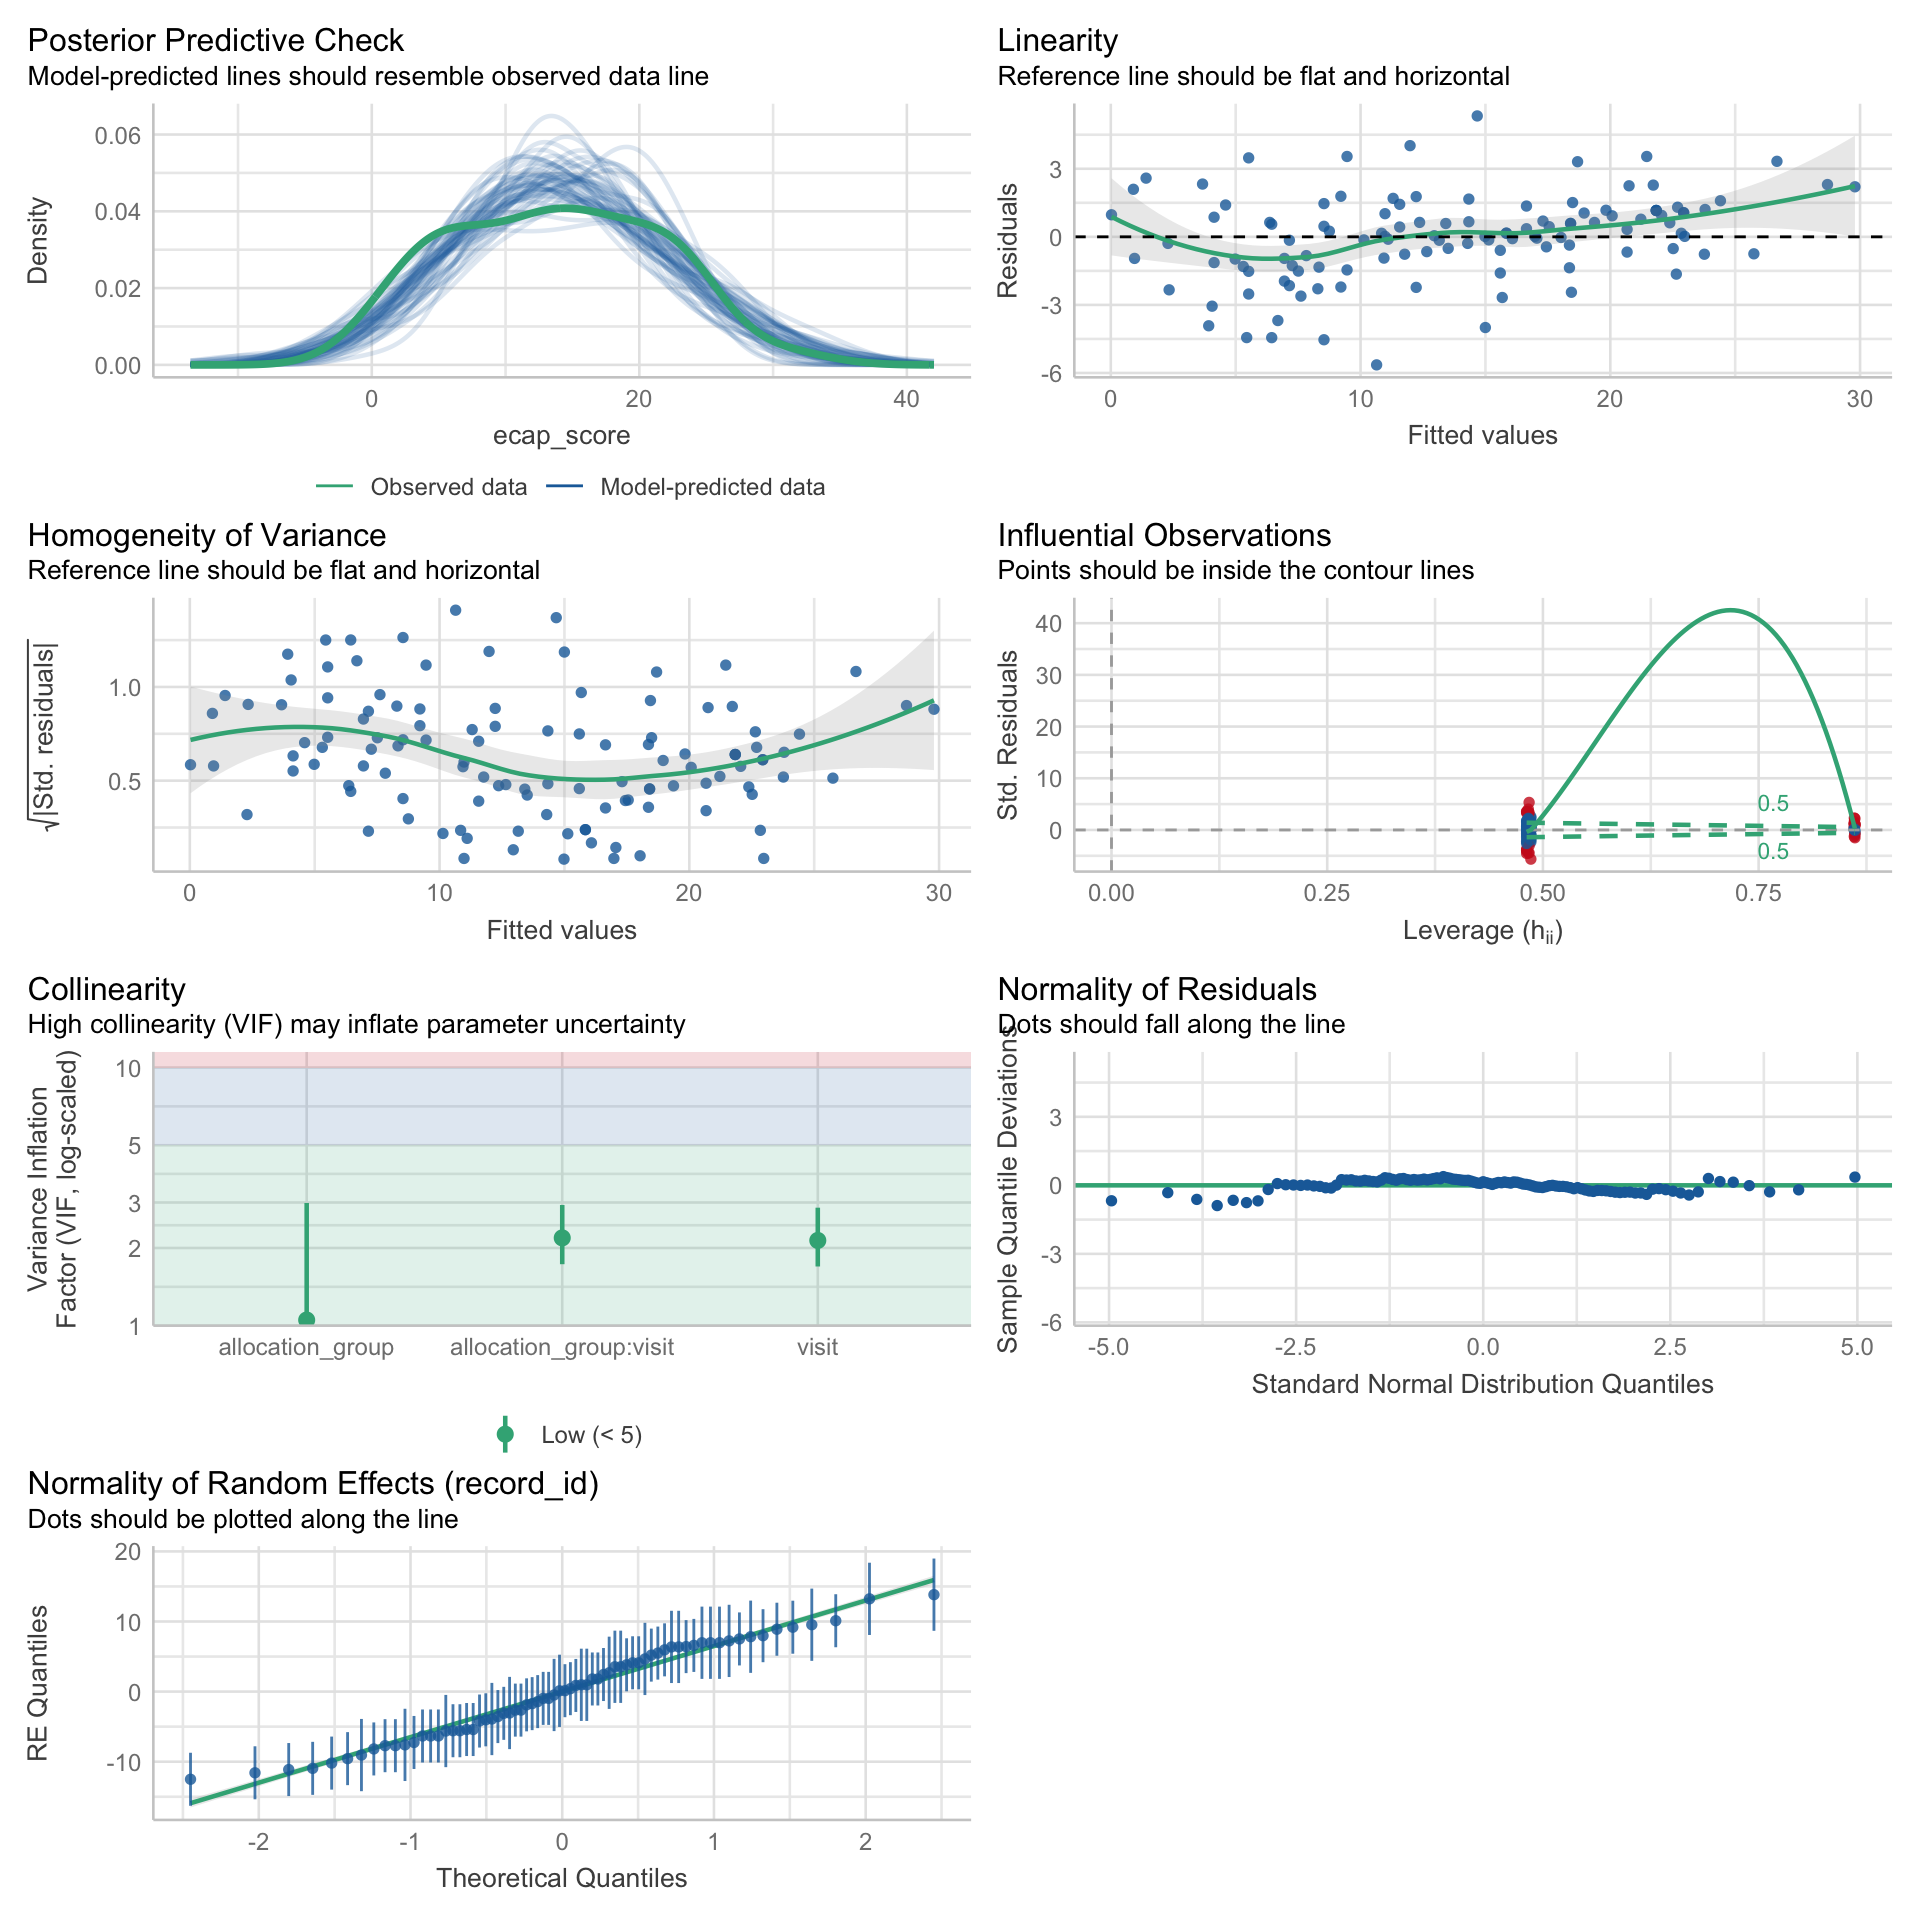 Posterior Predictive Check
Model-predicted lines should resemble observed data line
Density
0.06
0.04
0.02
0.00
0
20
40
ecap_score
Observed data
Model-predicted data
Linearity
Reference line should be flat and horizontal
Residuals
3
0
-3
-6
0
10
20
30
Fitted values
Homogeneity of Variance
Reference line should be flat and horizontal
√|Std. residuals|
1.0
0.5
0
10
20
30
Fitted values
Influential Observations
Points should be inside the contour lines
Std. Residuals
40
30
20
10
0
0.5
0.5
0.00
0.25
0.50
0.75
Leverage (hii)
Collinearity
High collinearity (VIF) may inflate parameter uncertainty
Variance Inflation
Factor (VIF, log-scaled)
10
5
3
2
1
allocation_group
allocation_group:visit
visit
Low (< 5)
Normality of Residuals
Dots should fall along the line
Sample Quantile Deviations
3
0
-3
-6
-5.0
-2.5
0.0
2.5
5.0
Standard Normal Distribution Quantiles
Normality of Random Effects (record_id)
Dots should be plotted along the line
RE Quantiles
20
10
0
-10
-2
-1
0
1
2
Theoretical Quantiles